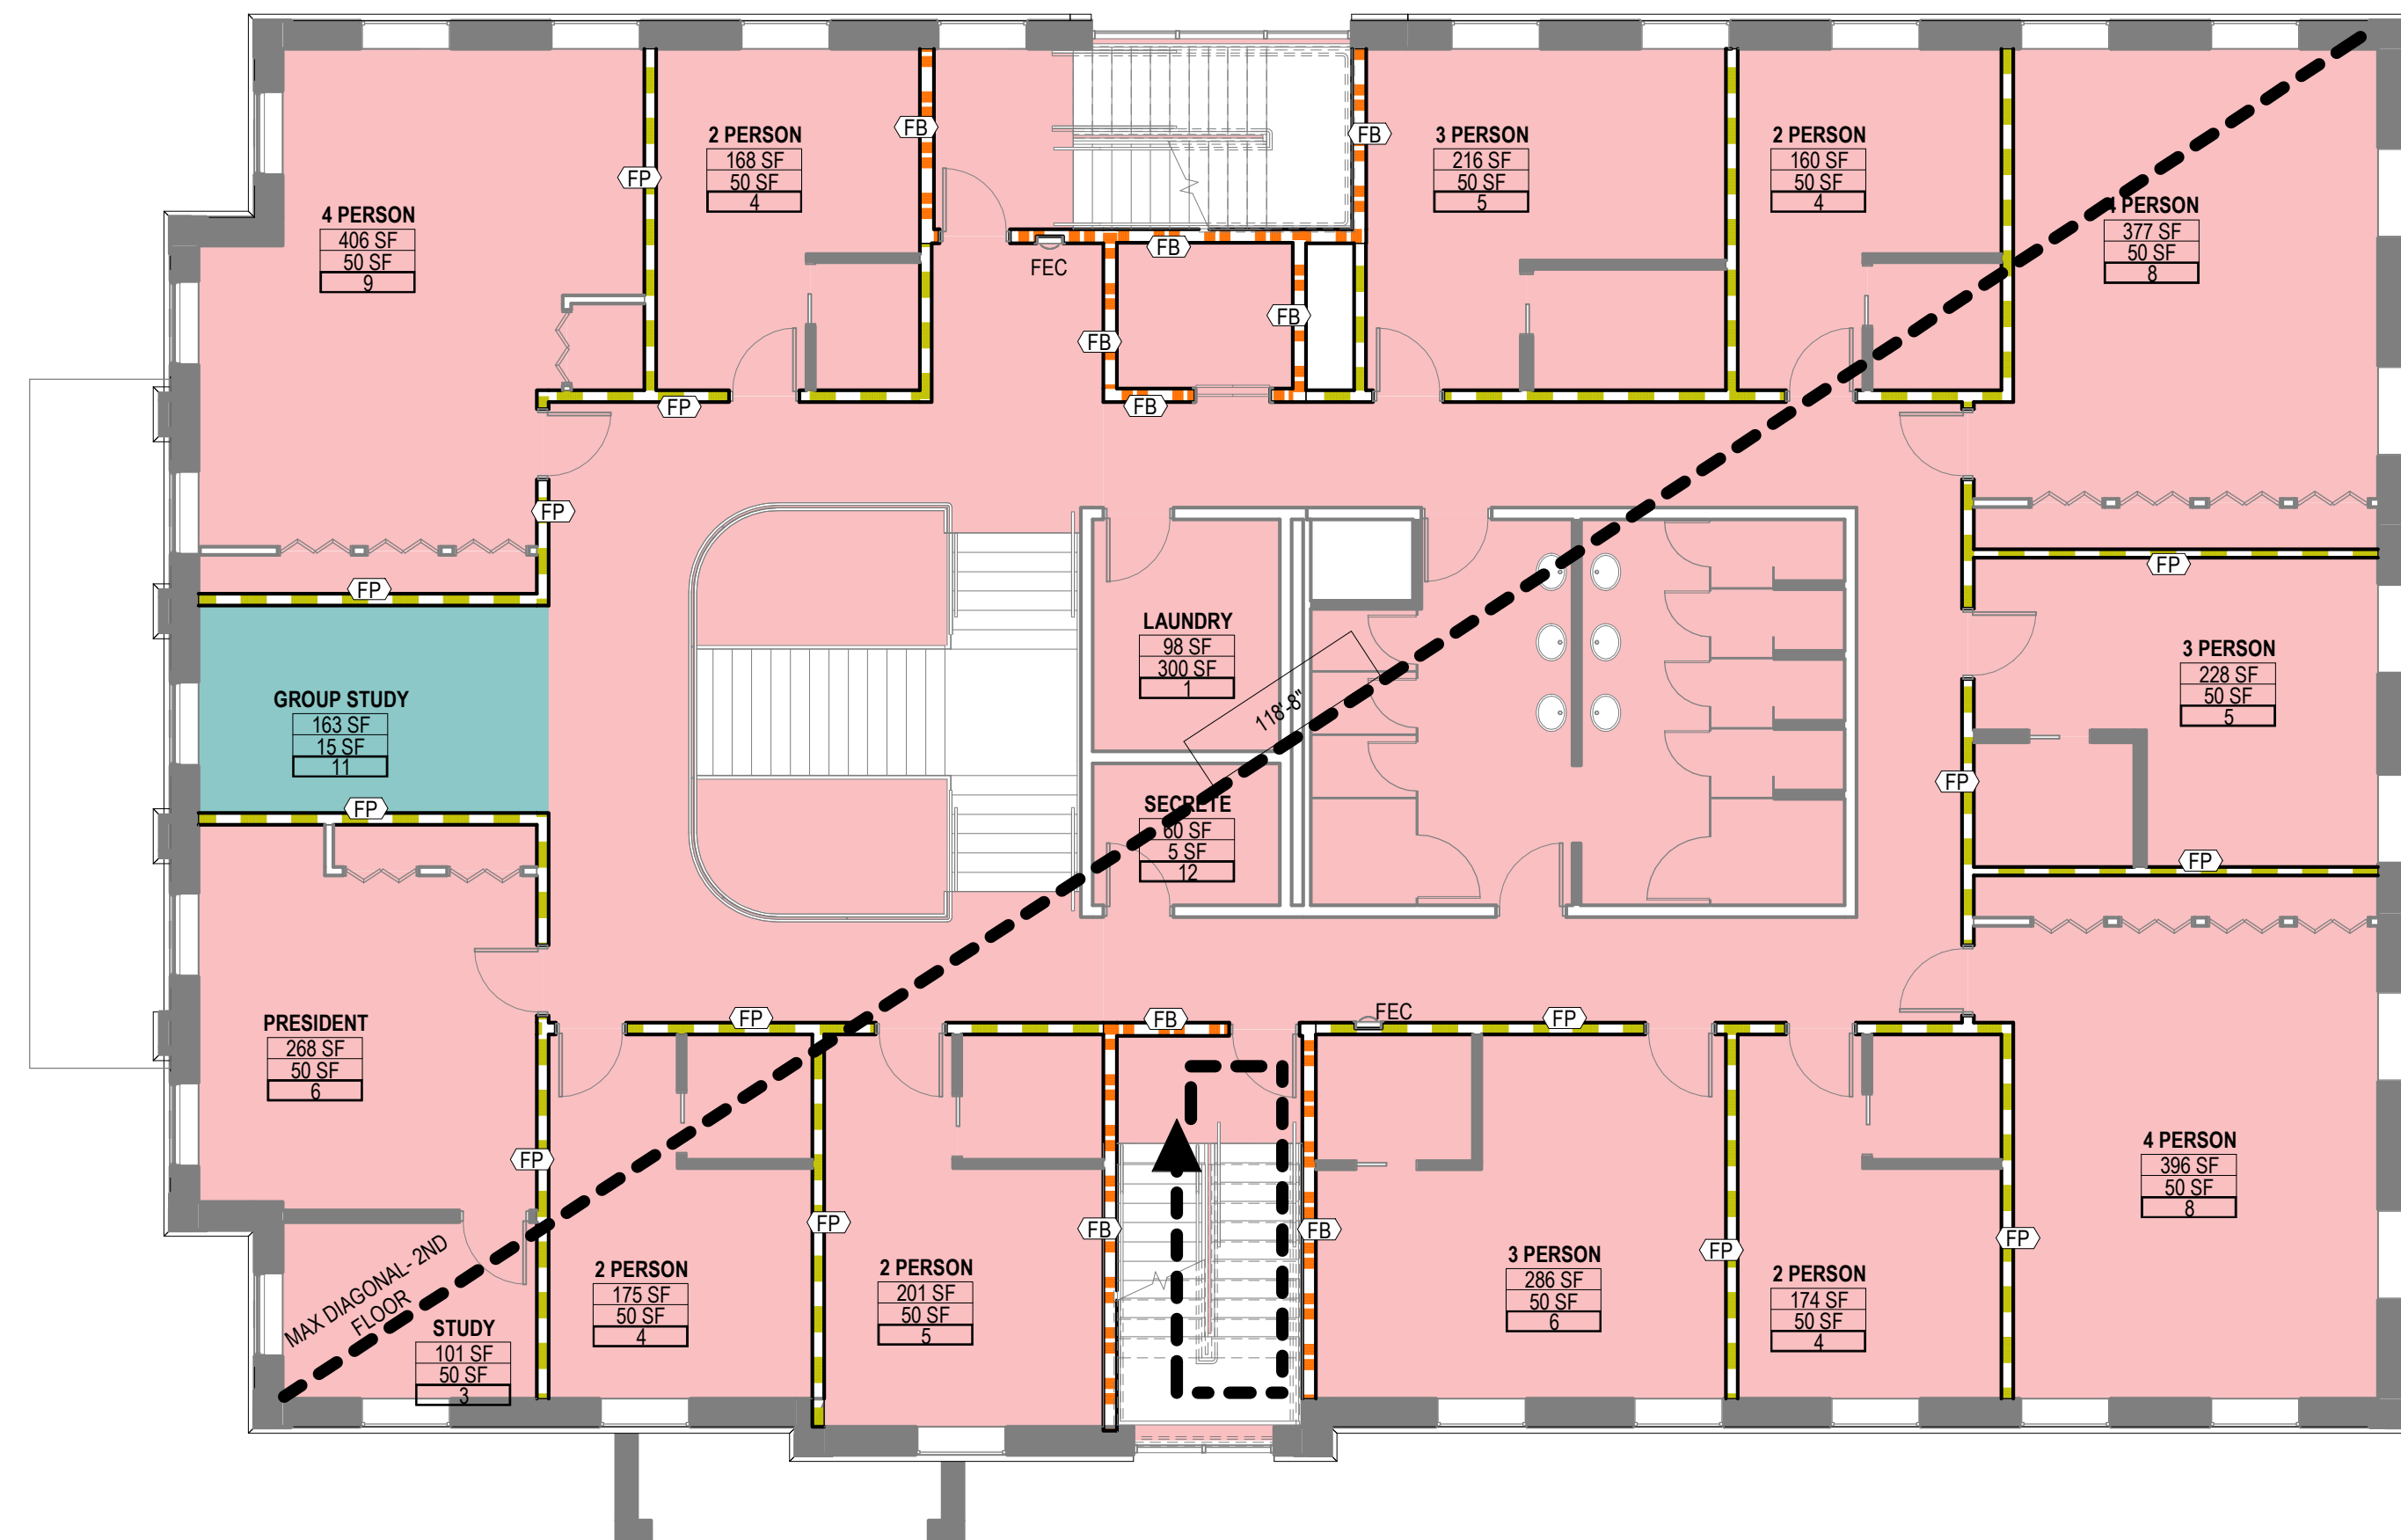 2 PERSON
168 SF
50 SF
4
FB
FB
3 PERSON
216 SF
50 SF
5
2 PERSON
160 SF
50 SF
4
FP
4 PERSON
406 SF
50 SF
9
PERSON
377 SF
50 SF
8
FB
FEC
FB
FB
FP
FB
FP
FP
FP
FP
LAUNDRY
98 SF
300 SF
1
3 PERSON
228 SF
50 SF
5
GROUP STUDY
163 SF
15 SF
11
118'-8"
FP
FP
SECRETE
60 SF
5 SF
12
FP
PRESIDENT
268 SF
50 SF
6
FP
FB
FEC
FP
FP
4 PERSON
396 SF
50 SF
8
FP
FB
FB
FP
FP
MAX DIAGONAL- 2ND
FLOOR
STUDY
101 SF
50 SF
3
2 PERSON
175 SF
50 SF
4
2 PERSON
201 SF
50 SF
5
3 PERSON
286 SF
50 SF
6
2 PERSON
174 SF
50 SF
4